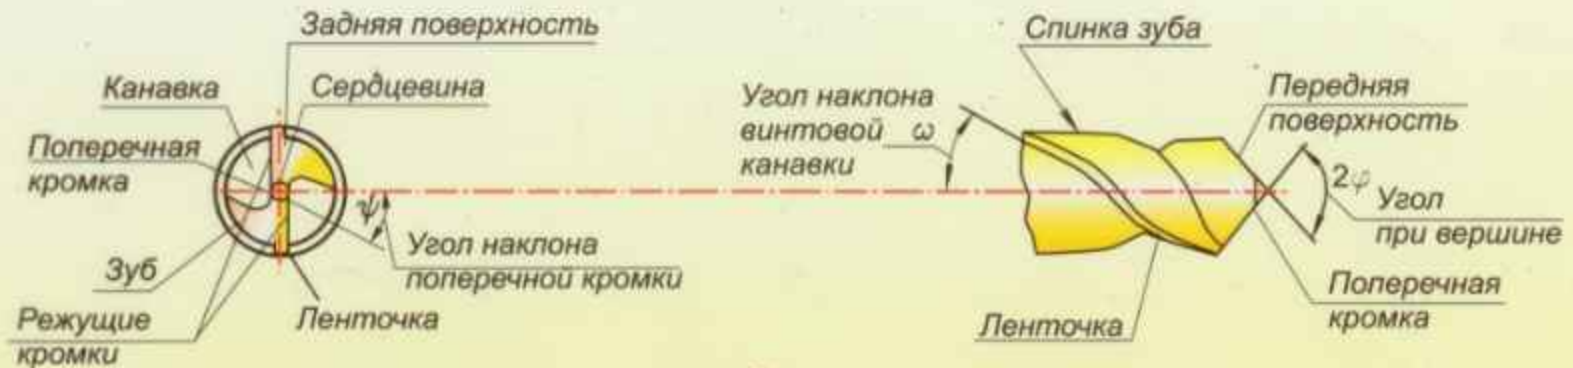 Задняя поверхность
Спинка зуба
Канавка
Сердцевина
Угол наклона
винтовой ω
канавки
Передняя
поверхность
Поперечная
кромка
2φ
Угол
при вершине
ψ
Угол наклона
поперечной кромки
Зуб
Поперечная
кромка
Режущие
кромки
Ленточка
Ленточка